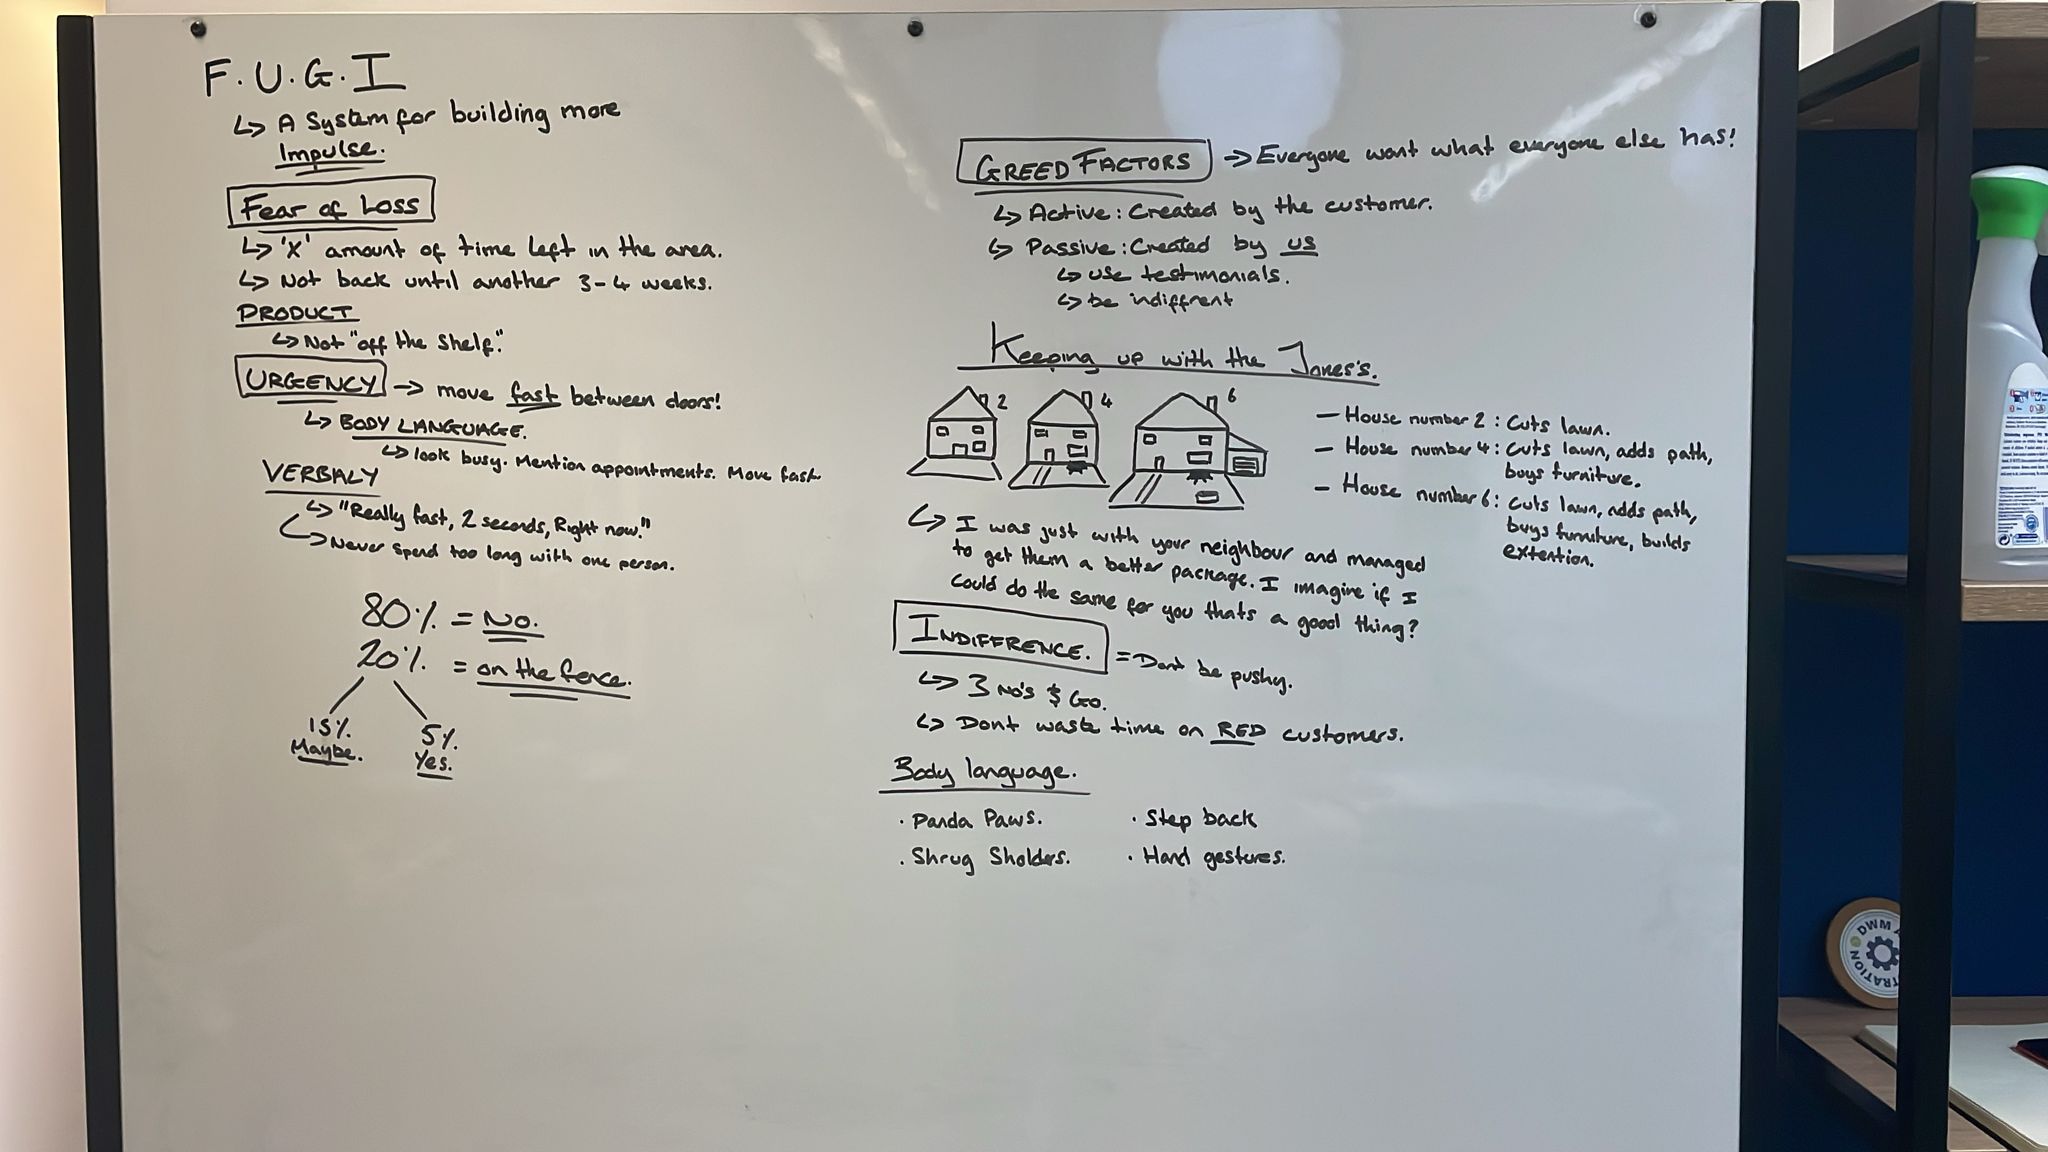 F.U.G.I
↳ A System for building more
Impulse.
Fear of Loss
↳ 'X' amount of time left in the area.
↳ Not back until another 3-4 weeks.
PRODUCT
↳ Not "off the shelf."
URGENCY → move fast between doors!
↳ BODY LANGUAGE.
↳ look busy. Mention appointments. Move fast.
VERBALY
↳ "Really fast, 2 seconds, Right now."
↳ Never spend too long with one person.
80% = No.
20% = on the fence.
15% 5%
Maybe. Yes.
GREED FACTORS → Everyone want what everyone else has!
↳ Active: Created by the customer.
↳ Passive: Created by us
↳ use testimonials.
↳ be indiffrent
Keeping up with the Jones's.
2 4 6
– House number 2: Cuts lawn.
– House number 4: Cuts lawn, adds path,
buys furniture.
– House number 6: Cuts lawn, adds path,
buys furniture, builds
extention.
↳ I was just with your neighbour and managed
to get them a better package. I imagine if I
could do the same for you thats a good thing?
INDIFFRENCE. = Dont be pushy.
↳ 3 No's & Go.
↳ Dont waste time on RED customers.
Body language.
· Panda Paws. · Step back
· Shrug Sholders. · Hand gestures.
DWM